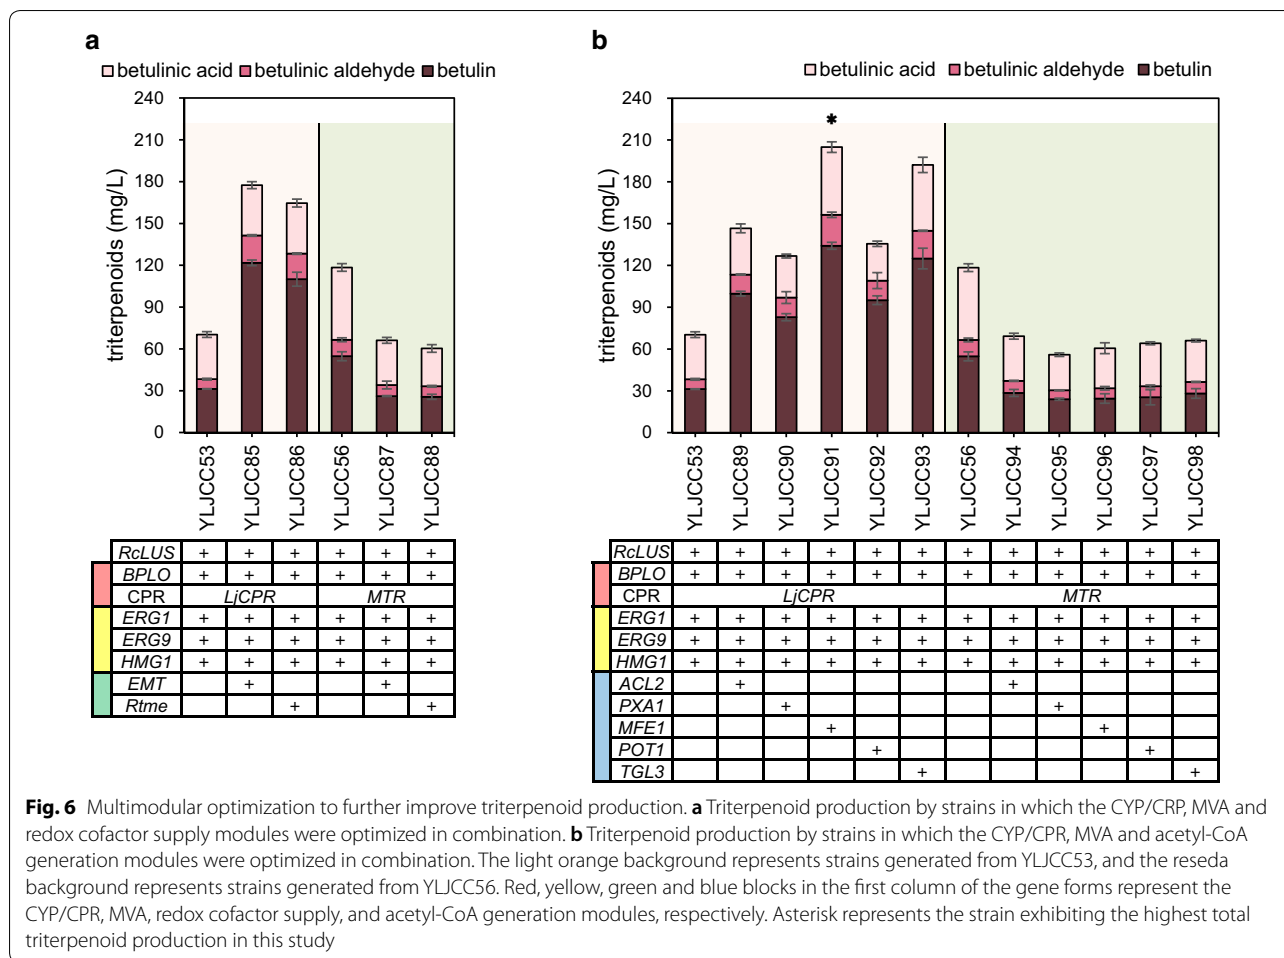 a
betulinic acid betulinic aldehyde betulin
triterpenoids (mg/L)
240
210
180
150
120
90
60
30
0
YLJCC53 YLJCC85 YLJCC86 YLJCC56 YLJCC87 YLJCC88
RcLUS + + + + + +
BPLO + + + + + +
CPR LjCPR MTR
ERG1 + + + + + +
ERG9 + + + + + +
HMG1 + + + + + +
EMT + +
Rtme + +
b
betulinic acid betulinic aldehyde betulin
triterpenoids (mg/L)
240
210
180
150
120
90
60
30
0
*
YLJCC53 YLJCC89 YLJCC90 YLJCC91 YLJCC92 YLJCC93 YLJCC56 YLJCC94 YLJCC95 YLJCC96 YLJCC97 YLJCC98
RcLUS + + + + + + + + + + + +
BPLO + + + + + + + + + + + +
CPR LjCPR MTR
ERG1 + + + + + + + + + + + +
ERG9 + + + + + + + + + + + +
HMG1 + + + + + + + + + + + +
ACL2 + +
PXA1 + +
MFE1 + +
POT1 + +
TGL3 + +
Fig. 6 Multimodular optimization to further improve triterpenoid production. a Triterpenoid production by strains in which the CYP/CRP, MVA and
redox cofactor supply modules were optimized in combination. b Triterpenoid production by strains in which the CYP/CPR, MVA and acetyl-CoA
generation modules were optimized in combination. The light orange background represents strains generated from YLJCC53, and the reseda
background represents strains generated from YLJCC56. Red, yellow, green and blue blocks in the first column of the gene forms represent the
CYP/CPR, MVA, redox cofactor supply, and acetyl-CoA generation modules, respectively. Asterisk represents the strain exhibiting the highest total
triterpenoid production in this study